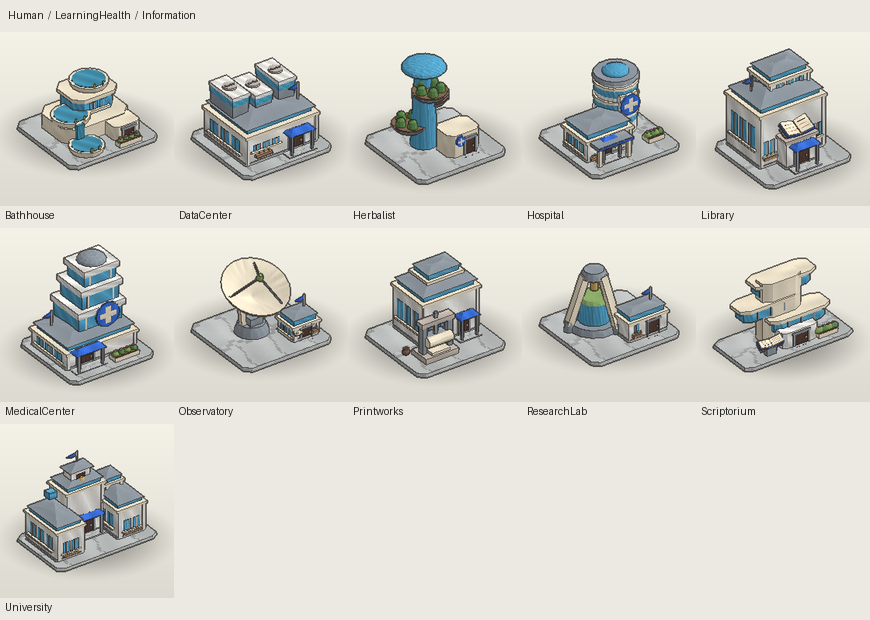 Human / LearningHealth / Information
Bathhouse
DataCenter
Herbalist
Hospital
Library
MedicalCenter
Observatory
Printworks
ResearchLab
Scriptorium
University